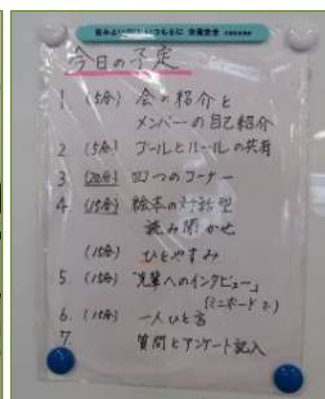 今日の予定
1 (5分) 会の紹介と
メンバーの自己紹介
2 (5分) ゴールとルールの共有
3 (20分) 四つのコーナー
4. (15分) 絵本の対話型
読み聞かせ
(15分) ひとやすみ
5. (15分) 「先輩へのインタビュー」
(ミニボード
6. 一人ひと言
7. 質問とアンケート記入